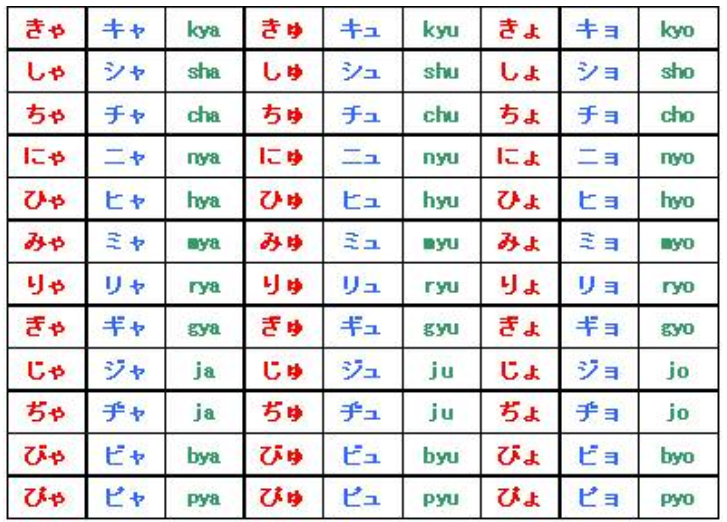 きゃ キャ kya きゅ キュ kyu きょ キョ kyo
しゃ シャ sha しゅ シュ shu しょ ショ sho
ちゃ チャ cha ちゅ チュ chu ちょ チョ cho
にゃ ニャ nya にゅ ニュ nyu にょ ニョ nyo
ひゃ ヒャ hya ひゅ ヒュ hyu ひょ ヒョ hyo
みゃ ミャ mya みゅ ミュ myu みょ ミョ myo
りゃ リャ rya りゅ リュ ryu りょ リョ ryo
ぎゃ ギャ gya ぎゅ ギュ gyu ぎょ ギョ gyo
じゃ ジャ ja じゅ ジュ ju じょ ジョ jo
ぢゃ ヂャ ja ぢゅ ヂュ ju ぢょ ヂョ jo
びゃ ビャ bya びゅ ビュ byu びょ ビョ byo
ぴゃ ピャ pya ぴゅ ピュ pyu ぴょ ピョ pyo